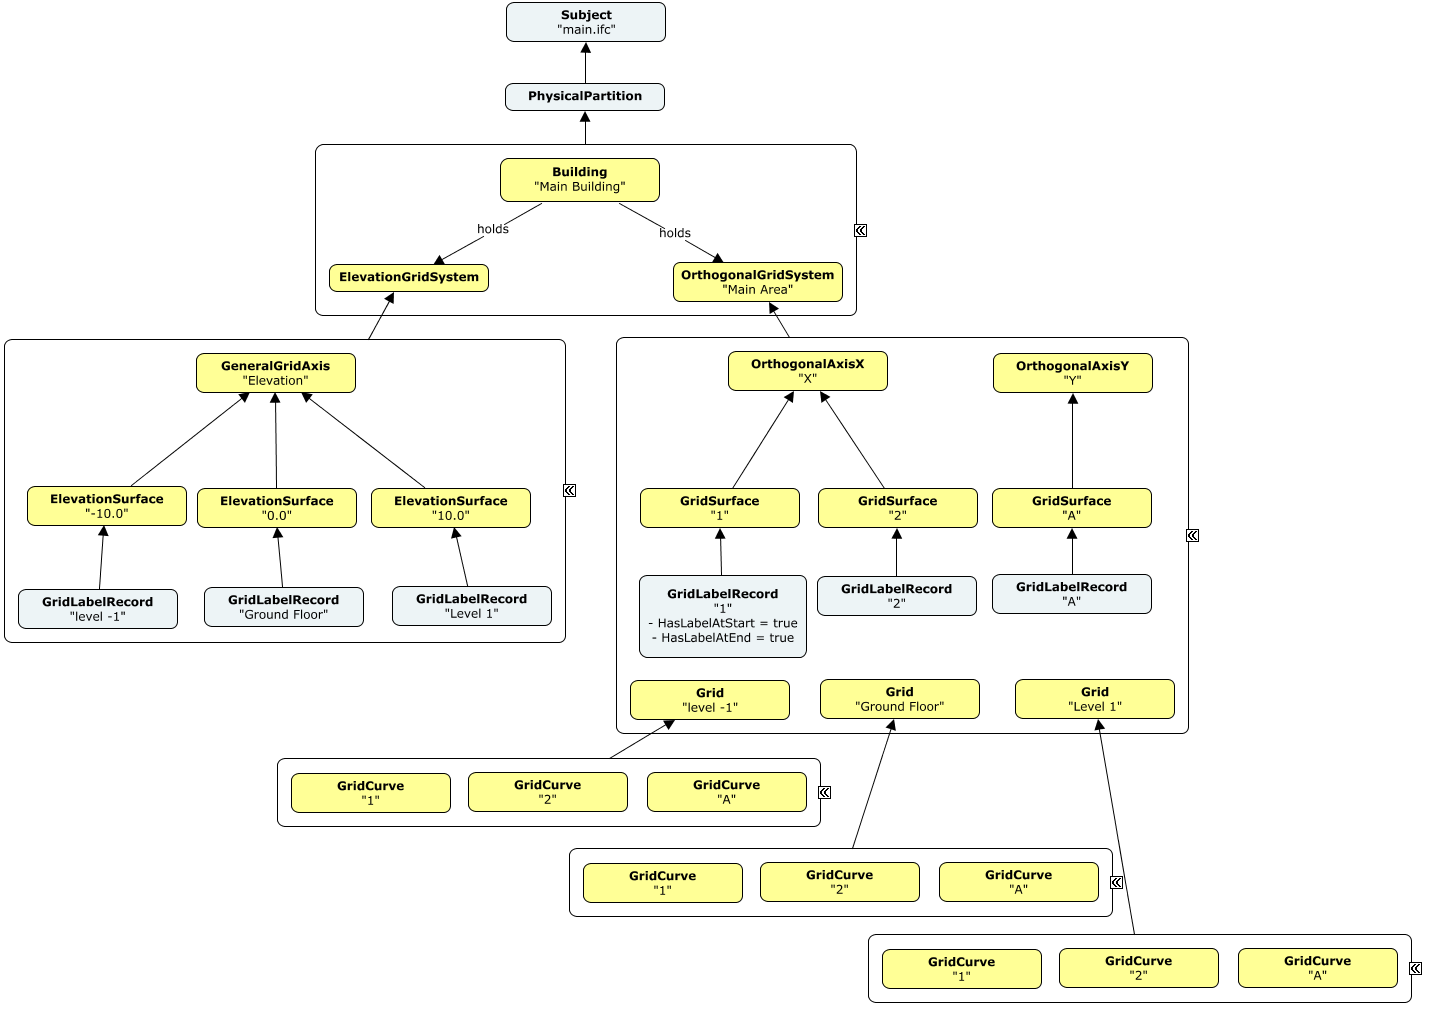 Subject
"main.ifc"
PhysicalPartition
Building
"Main Building"
holds
holds
ElevationGridSystem
OrthogonalGridSystem
"Main Area"
GeneralGridAxis
"Elevation"
ElevationSurface
"-10.0"
ElevationSurface
"0.0"
ElevationSurface
"10.0"
GridLabelRecord
"level -1"
GridLabelRecord
"Ground Floor"
GridLabelRecord
"Level 1"
OrthogonalAxisX
"X"
OrthogonalAxisY
"Y"
GridSurface
"1"
GridSurface
"2"
GridSurface
"A"
GridLabelRecord
"1"
- HasLabelAtStart = true
- HasLabelAtEnd = true
GridLabelRecord
"2"
GridLabelRecord
"A"
Grid
"level -1"
Grid
"Ground Floor"
Grid
"Level 1"
GridCurve
"1"
GridCurve
"2"
GridCurve
"A"
GridCurve
"1"
GridCurve
"2"
GridCurve
"A"
GridCurve
"1"
GridCurve
"2"
GridCurve
"A"